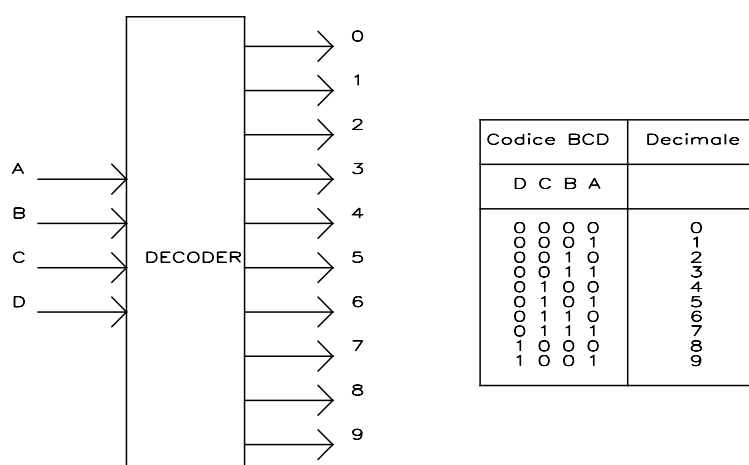 0
1
2
3
4
5
6
7
8
9
A
B
C
D
DECODER
Codice BCD Decimale
D C B A
0 0 0 0 0
0 0 0 1 1
0 0 1 0 2
0 0 1 1 3
0 1 0 0 4
0 1 0 1 5
0 1 1 0 6
0 1 1 1 7
1 0 0 0 8
1 0 0 1 9